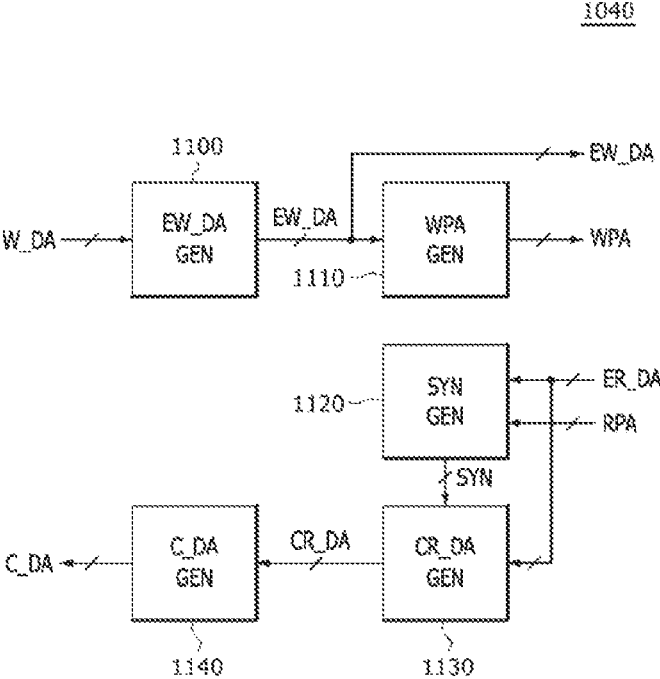 1040
1100
EW_DA
W_DA
EW_DA
GEN
EW_DA
WPA
GEN
WPA
1110
SYN
GEN
ER_DA
1120
RPA
SYN
C_DA
C_DA
GEN
CR_DA
CR_DA
GEN
1140
1130